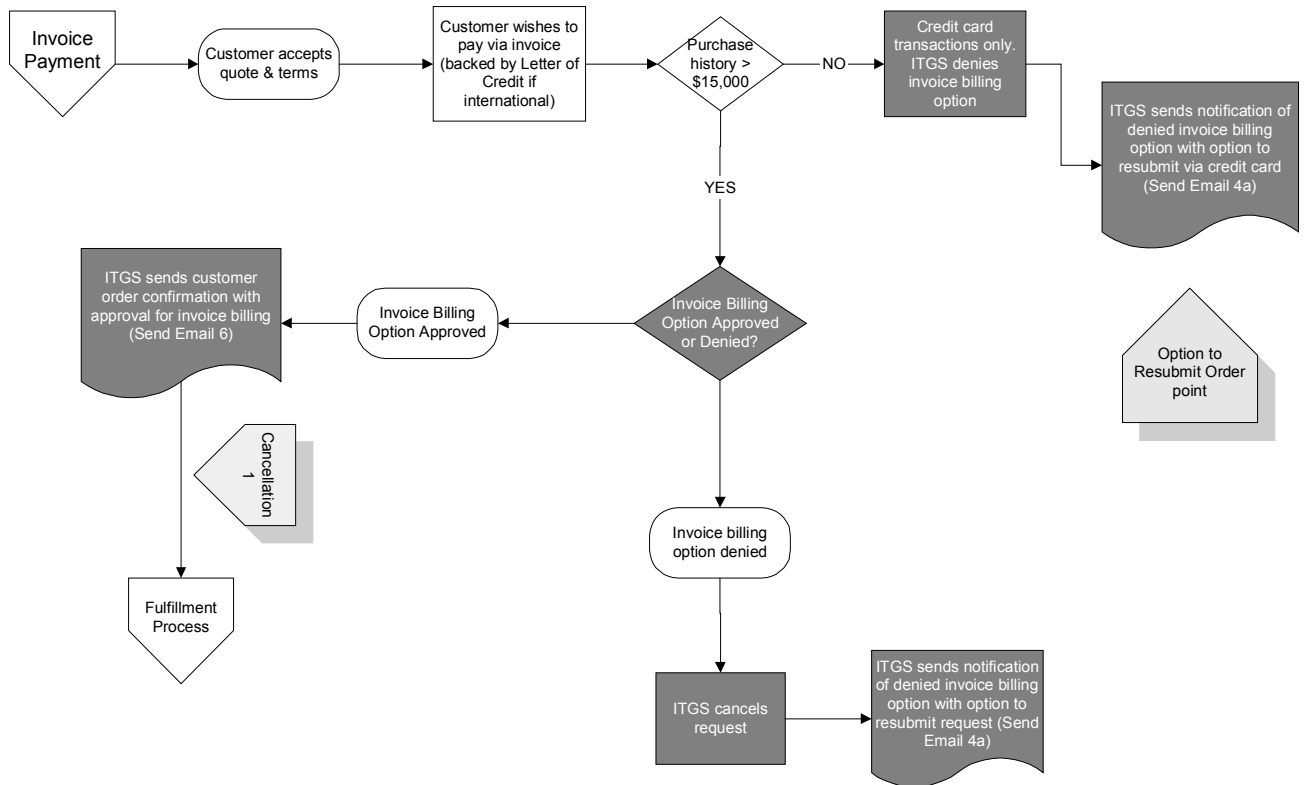 Invoice
Payment
Customer accepts
quote & terms
Customer wishes to
pay via invoice
(backed by Letter of
Credit if
international)
Purchase
history >
$15,000
NO
Credit card
transactions only.
ITGS denies
invoice billing
option
ITGS sends notification of
denied invoice billing
option with option to
resubmit via credit card
(Send Email 4a)
YES
ITGS sends customer
order confirmation with
approval for invoice billing
(Send Email 6)
Invoice Billing
Option Approved
Invoice Billing
Option Approved
or Denied?
Option to
Resubmit Order
point
Cancellation
1
Invoice billing
option denied
Fulfillment
Process
ITGS cancels
request
ITGS sends notification
of denied invoice billing
option with option to
resubmit request (Send
Email 4a)